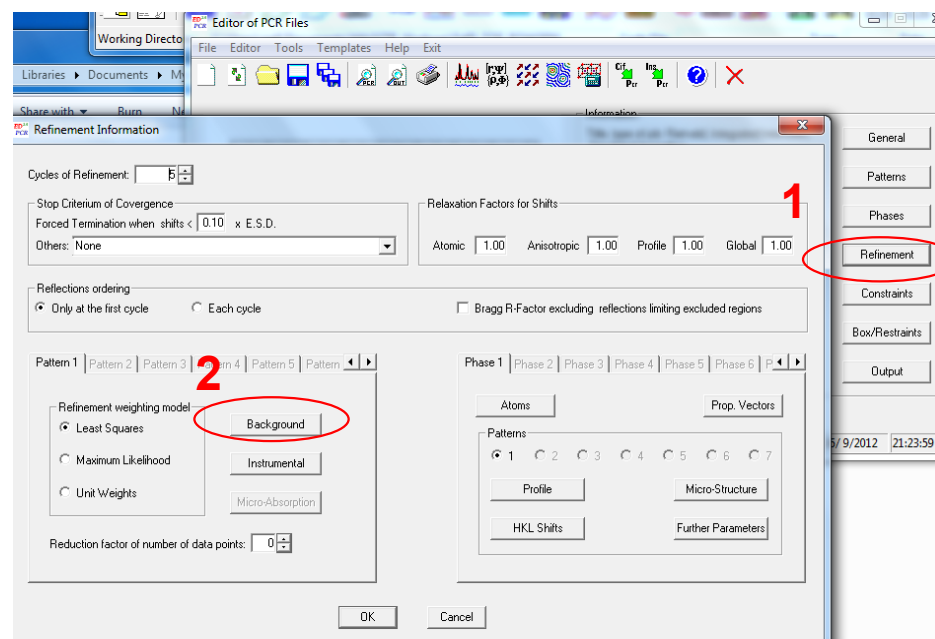 Working Directo
Editor of PCR Files
File Editor Tools Templates Help Exit
Libraries Documents My
Share with Burn Ne
Information
Refinement Information
General
Patterns
Phases
Refinement
Constraints
Box/Restraints
Output
1
Cycles of Refinement: 5
Stop Criterium of Covergence
Forced Termination when shifts < 0.10 x E.S.D.
Others: None
Relaxation Factors for Shifts
Atomic 1.00 Anisotropic 1.00 Profile 1.00 Global 1.00
Reflections ordering
Only at the first cycle Each cycle
Bragg R-Factor excluding reflections limiting excluded regions
Pattern 1 Pattern 2 Pattern 3 Pattern 4 Pattern 5 Pattern
2
Refinement weighting model
Least Squares
Maximum Likelihood
Unit Weights
Background
Instrumental
Micro-Absorption
Reduction factor of number of data points: 0
Phase 1 Phase 2 Phase 3 Phase 4 Phase 5 Phase 6 P
Atoms Prop. Vectors
Patterns
1 2 3 4 5 6 7
Profile Micro-Structure
HKL Shifts Further Parameters
OK Cancel
5/ 9/2012 21:23:59